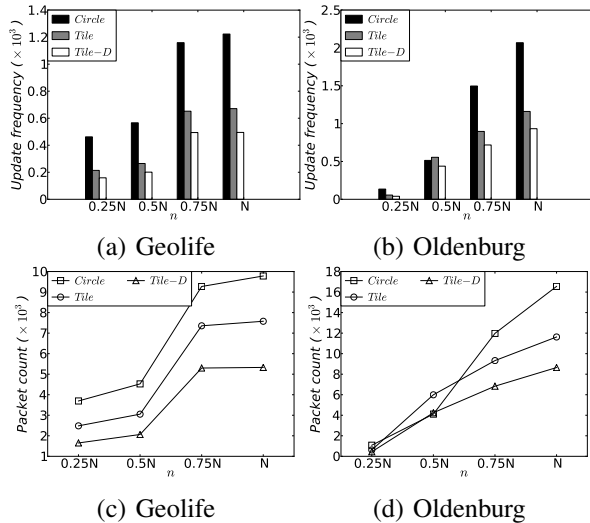 1.4
1.2
1
0.8
0.6
0.4
0.2
0
Update frequency ( × 10³ )
Circle
Tile
Tile−D
0.25N 0.5N 0.75N N
n
(a) Geolife
2.5
2
1.5
1
0.5
0
Update frequency ( × 10³ )
Circle
Tile
Tile−D
0.25N 0.5N 0.75N N
n
(b) Oldenburg
10
9
8
7
6
5
4
3
2
1
Packet count ( × 10³ )
Circle Tile−D
Tile
0.25N 0.5N 0.75N N
n
(c) Geolife
18
16
14
12
10
8
6
4
2
0
Packet count ( × 10³ )
Circle Tile−D
Tile
0.25N 0.5N 0.75N N
n
(d) Oldenburg